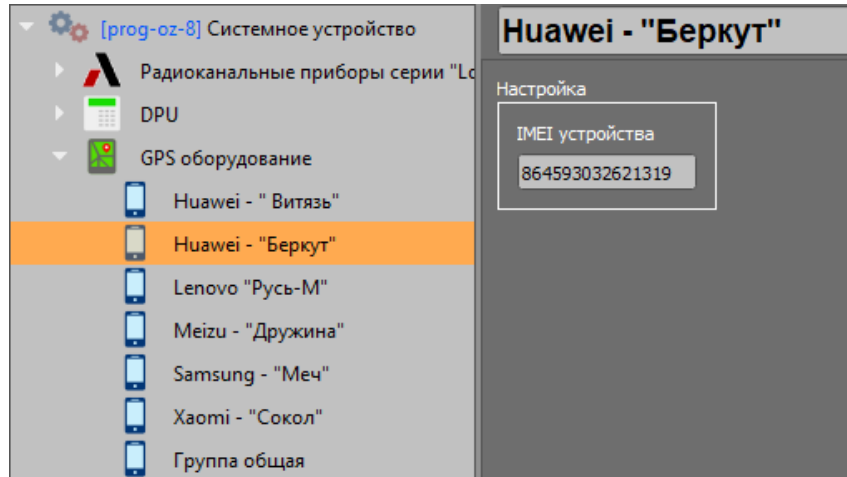 [prog-oz-8] Системное устройство
Радиоканальные приборы серии "Lo
DPU
GPS оборудование
Huawei - " Витязь"
Huawei - "Беркут"
Lenovo "Русь-М"
Meizu - "Дружина"
Samsung - "Меч"
Xaomi - "Сокол"
Группа общая
Huawei - "Беркут"
Настройка
IMEI устройства
864593032621319